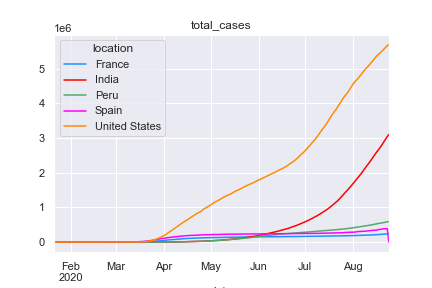 total_cases
1e6
location
France
India
Peru
Spain
United States
5
4
3
2
1
0
Feb Mar Apr May Jun Jul Aug
2020